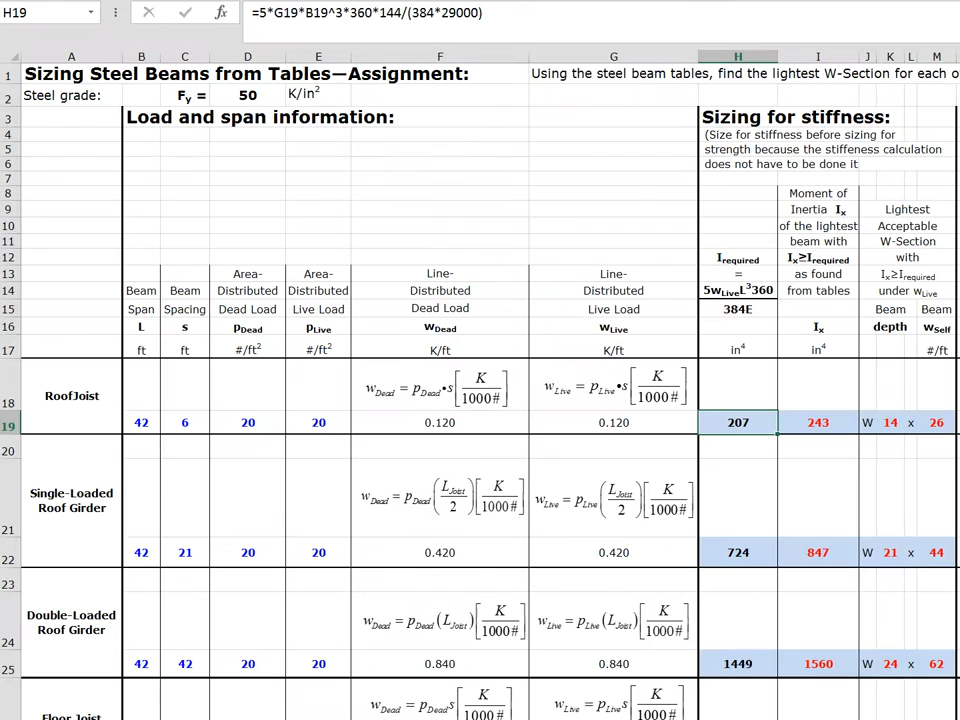 H19 =5*G19*B19^3*360*144/(384*29000)
A B C D E F G H I J K L M
1 Sizing Steel Beams from Tables—Assignment: Using the steel beam tables, find the lightest W-Section for each o
2 Steel grade: Fy = 50 K/in²
3 Load and span information: Sizing for stiffness:
4 (Size for stiffness before sizing for
5 strength because the stiffeness calculation
6 does not have to be done it
7
8 Moment of
9 Inertia Ix Lightest
10 of the lightest Acceptable
11 beam with W-Section
12 Irequired Ix≥Irequired with
13 Area- Area- Line- Line- = as found Ix≥Irequired
14 Beam Beam Distributed Distributed Distributed Distributed 5wLiveL³360 from tables under wLive
15 Span Spacing Dead Load Live Load Dead Load Live Load 384E Beam Beam
16 L s pDead pLive wDead wLive Ix depth wSelf
17 ft ft #/ft² #/ft² K/ft K/ft in⁴ in⁴ #/ft
18 RoofJoist wDead = pDead•s[K/1000#] wLive = pLive•s[K/1000#]
19 42 6 20 20 0.120 0.120 207 243 W 14 x 26
20
21 Single-Loaded Roof Girder wDead = pDead(LJoist/2)[K/1000#] wLive = pLive(LJoist/2)[K/1000#]
22 42 21 20 20 0.420 0.420 724 847 W 21 x 44
23
24 Double-Loaded Roof Girder wDead = pDead(LJoist)[K/1000#] wLive = pLive(LJoist)[K/1000#]
25 42 42 20 20 0.840 0.840 1449 1560 W 24 x 62
Floor Joist wDead = pDeads[K/1000#] wLive = pLives[K/1000#]